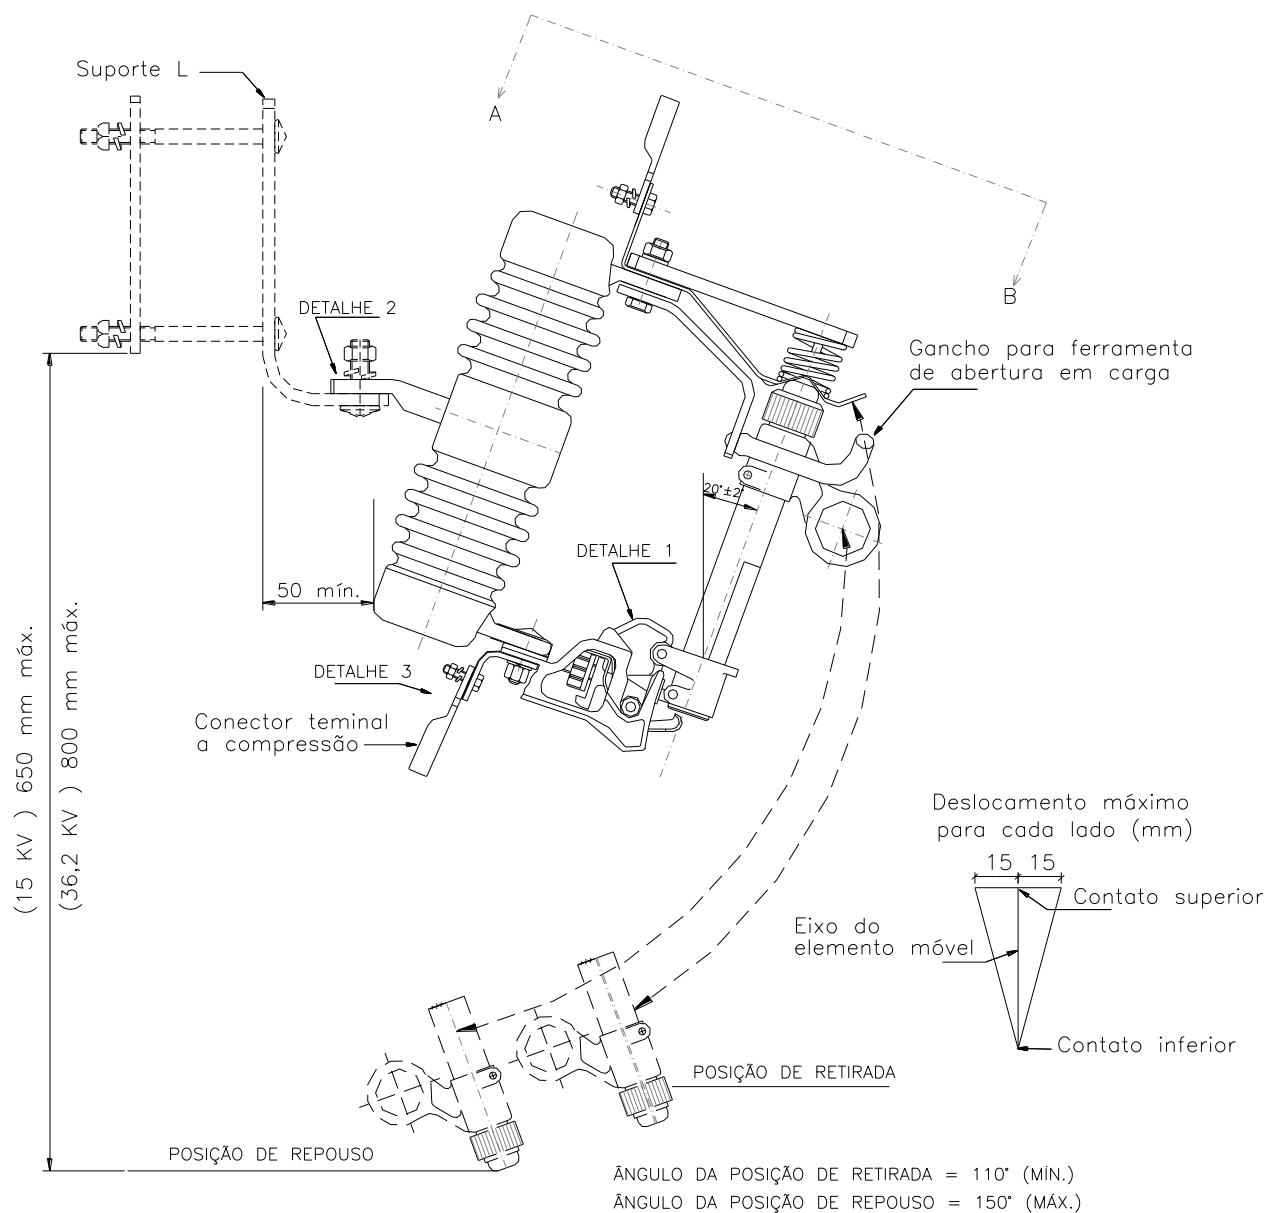 Suporte L
A
B
DETALHE 2
Gancho para ferramenta
de abertura em carga
20°±2°
DETALHE 1
50 mín.
DETALHE 3
Conector teminal
a compressão
(15 KV ) 650 mm máx.
(36,2 KV ) 800 mm máx.
Deslocamento máximo
para cada lado (mm)
15 15
Contato superior
Eixo do
elemento móvel
Contato inferior
POSIÇÃO DE RETIRADA
POSIÇÃO DE REPOUSO
ÂNGULO DA POSIÇÃO DE RETIRADA = 110° (MÍN.)
ÂNGULO DA POSIÇÃO DE REPOUSO = 150° (MÁX.)